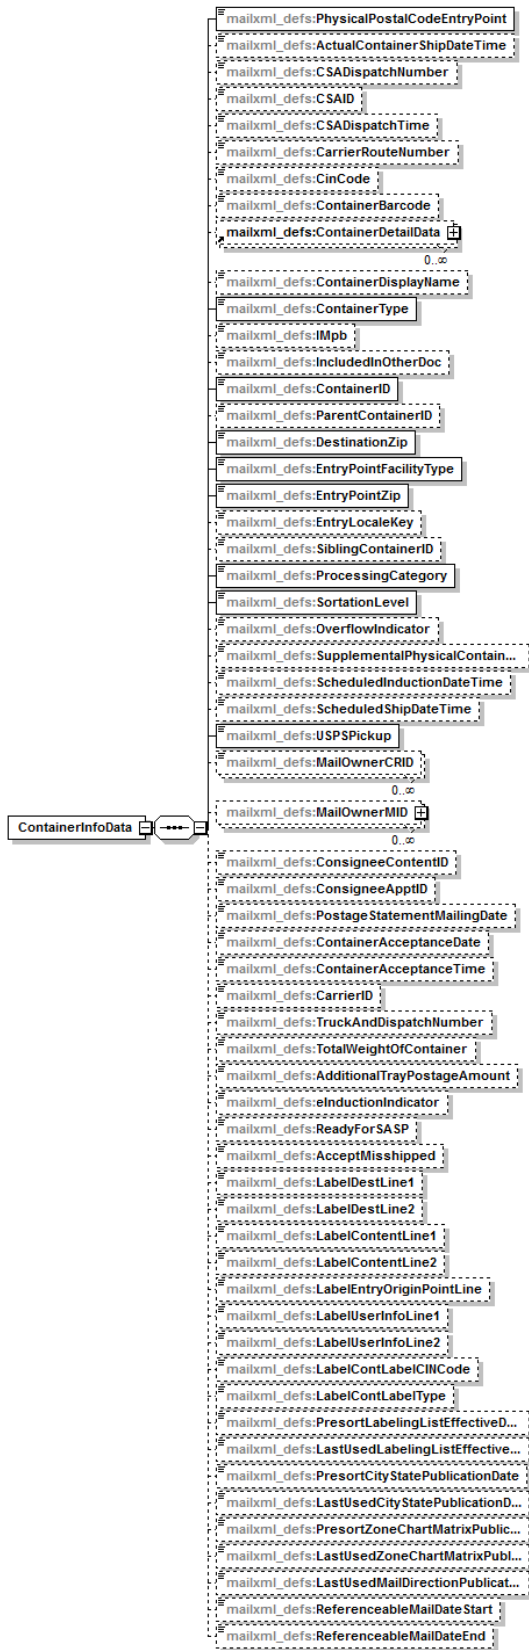 mailxml_defs:PhysicalPostalCodeEntryPoint
mailxml_defs:ActualContainerShipDateTime
mailxml_defs:CSADispatchNumber
mailxml_defs:CSAID
mailxml_defs:CSADispatchTime
mailxml_defs:CarrierRouteNumber
mailxml_defs:CinCode
mailxml_defs:ContainerBarcode
mailxml_defs:ContainerDetailData
0..∞
mailxml_defs:ContainerDisplayName
mailxml_defs:ContainerType
mailxml_defs:IMpb
mailxml_defs:IncludedInOtherDoc
mailxml_defs:ContainerID
mailxml_defs:ParentContainerID
mailxml_defs:DestinationZip
mailxml_defs:EntryPointFacilityType
mailxml_defs:EntryPointZip
mailxml_defs:EntryLocaleKey
mailxml_defs:SiblingContainerID
mailxml_defs:ProcessingCategory
mailxml_defs:SortationLevel
mailxml_defs:OverflowIndicator
mailxml_defs:SupplementalPhysicalContain...
mailxml_defs:ScheduledInductionDateTime
mailxml_defs:ScheduledShipDateTime
mailxml_defs:USPSPickup
mailxml_defs:MailOwnerCRID
0..∞
mailxml_defs:MailOwnerMID
0..∞
ContainerInfoData
mailxml_defs:ConsigneeContentID
mailxml_defs:ConsigneeApptID
mailxml_defs:PostageStatementMailingDate
mailxml_defs:ContainerAcceptanceDate
mailxml_defs:ContainerAcceptanceTime
mailxml_defs:CarrierID
mailxml_defs:TruckAndDispatchNumber
mailxml_defs:TotalWeightOfContainer
mailxml_defs:AdditionalTrayPostageAmount
mailxml_defs:eInductionIndicator
mailxml_defs:ReadyForSASP
mailxml_defs:AcceptMisshipped
mailxml_defs:LabelDestLine1
mailxml_defs:LabelDestLine2
mailxml_defs:LabelContentLine1
mailxml_defs:LabelContentLine2
mailxml_defs:LabelEntryOriginPointLine
mailxml_defs:LabelUserInfoLine1
mailxml_defs:LabelUserInfoLine2
mailxml_defs:LabelContLabelCINCode
mailxml_defs:LabelContLabelType
mailxml_defs:PresortLabelingListEffectiveD...
mailxml_defs:LastUsedLabelingListEffective...
mailxml_defs:PresortCityStatePublicationDate
mailxml_defs:LastUsedCityStatePublicationD...
mailxml_defs:PresortZoneChartMatrixPublic...
mailxml_defs:LastUsedZoneChartMatrixPubl...
mailxml_defs:LastUsedMailDirectionPublicat...
mailxml_defs:ReferenceableMailDateStart
mailxml_defs:ReferenceableMailDateEnd